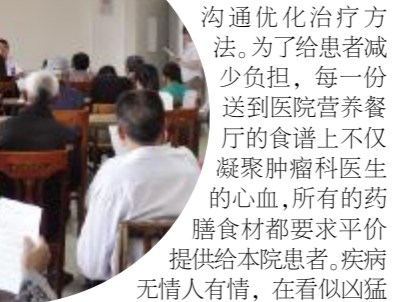 沟通优化治疗方
法。为了给患者减
少负担，每一份
送到医院营养餐
厅的食谱上不仅
凝聚肿瘤科医生
的心血,所有的药
膳食材都要求平价
提供给本院患者。疾病
无情人有情，在看似凶猛